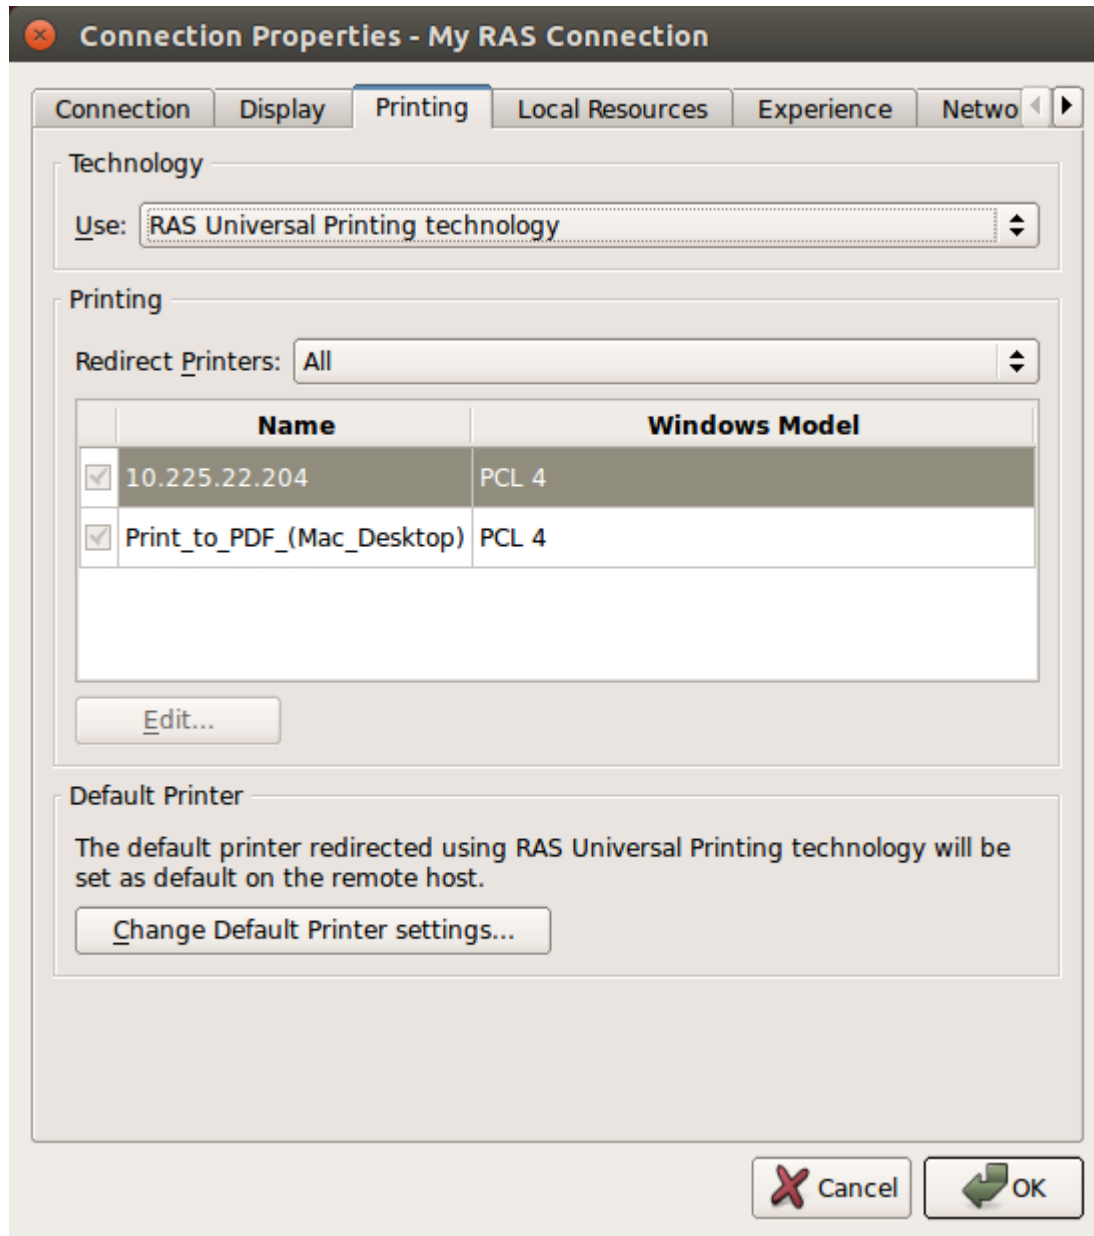 Connection Properties - My RAS Connection
Connection Display Printing Local Resources Experience Netwo
Technology
Use: RAS Universal Printing technology
Printing
Redirect Printers: All
Name Windows Model
10.225.22.204 PCL 4
Print_to_PDF_(Mac_Desktop) PCL 4
Edit...
Default Printer
The default printer redirected using RAS Universal Printing technology will be
set as default on the remote host.
Change Default Printer settings...
Cancel OK